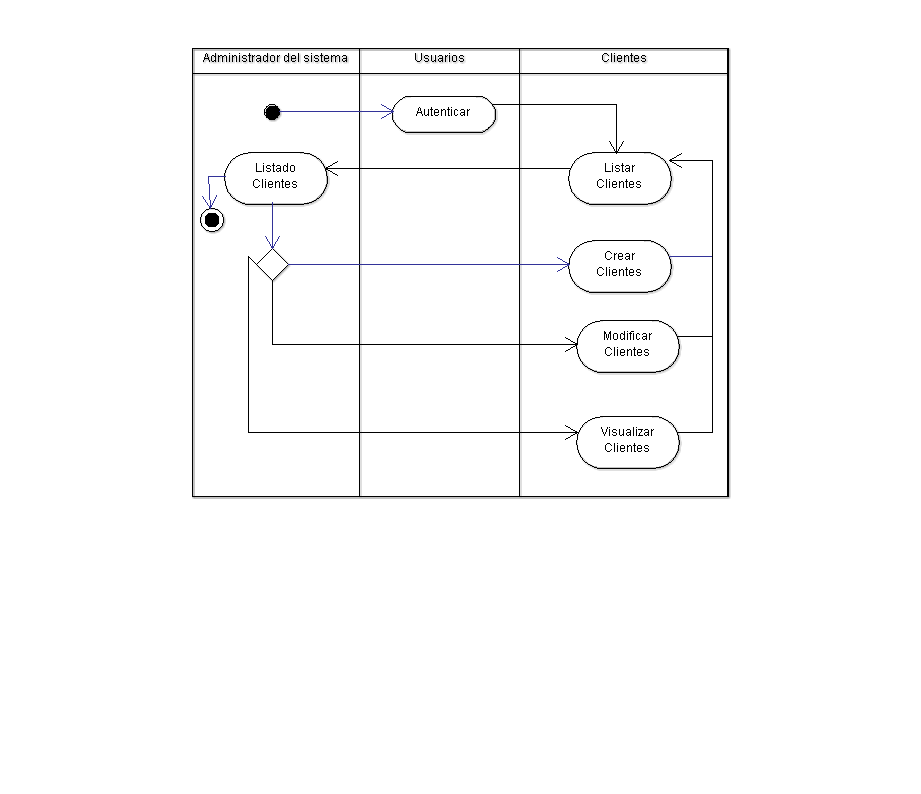 Administrador del sistema
Usuarios
Clientes
Autenticar
Listado
Clientes
Listar
Clientes
Crear
Clientes
Modificar
Clientes
Visualizar
Clientes